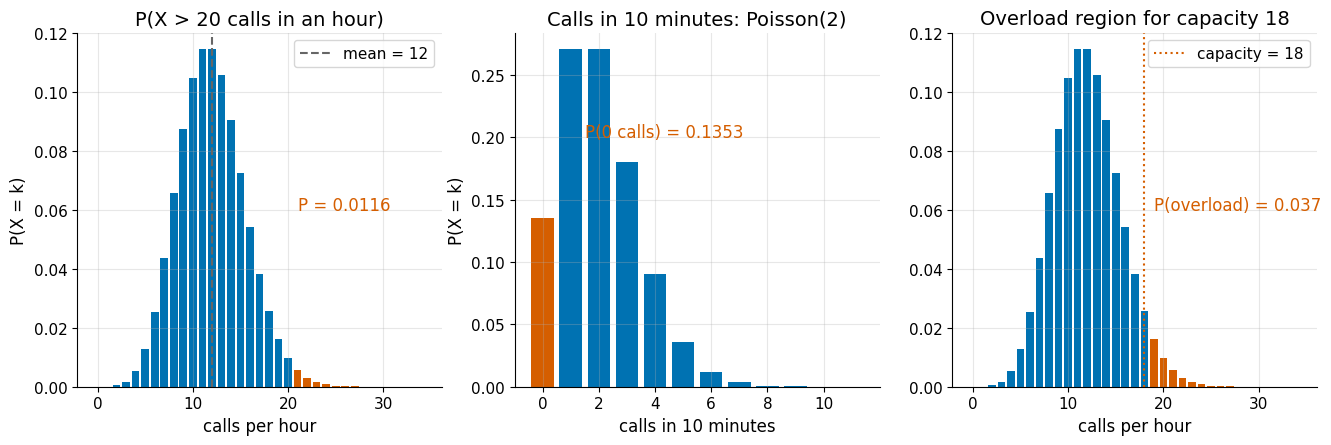 P(X > 20 calls in an hour)
0.12
0.10
0.08
0.06
0.04
0.02
0.00
P(X = k)
mean = 12
P = 0.0116
0
10
20
30
calls per hour
Calls in 10 minutes: Poisson(2)
0.25
0.20
0.15
0.10
0.05
0.00
P(X = k)
P(0 calls) = 0.1353
0
2
4
6
8
10
calls in 10 minutes
Overload region for capacity 18
0.12
0.10
0.08
0.06
0.04
0.02
0.00
capacity = 18
P(overload) = 0.037
0
10
20
30
calls per hour